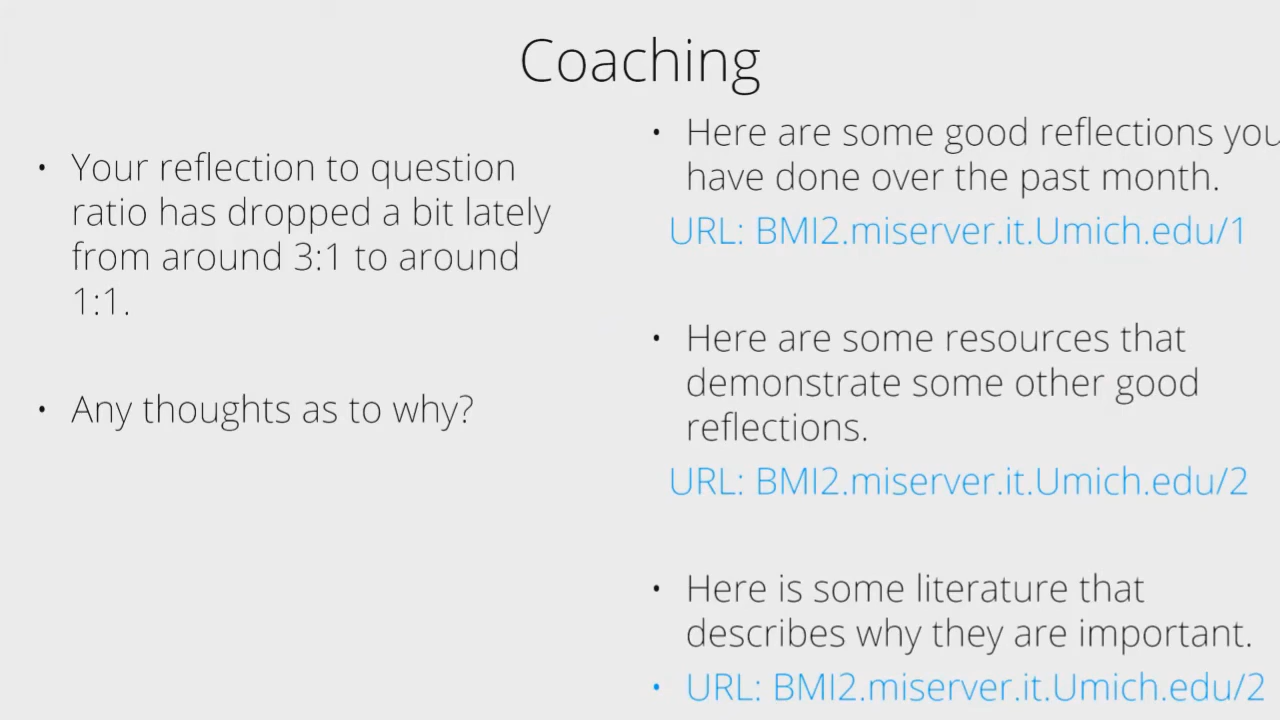 Coaching
• Your reflection to question
ratio has dropped a bit lately
from around 3:1 to around
1:1.
• Any thoughts as to why?
• Here are some good reflections you
have done over the past month.
URL: BMI2.miserver.it.Umich.edu/1
• Here are some resources that
demonstrate some other good
reflections.
URL: BMI2.miserver.it.Umich.edu/2
• Here is some literature that
describes why they are important.
• URL: BMI2.miserver.it.Umich.edu/2